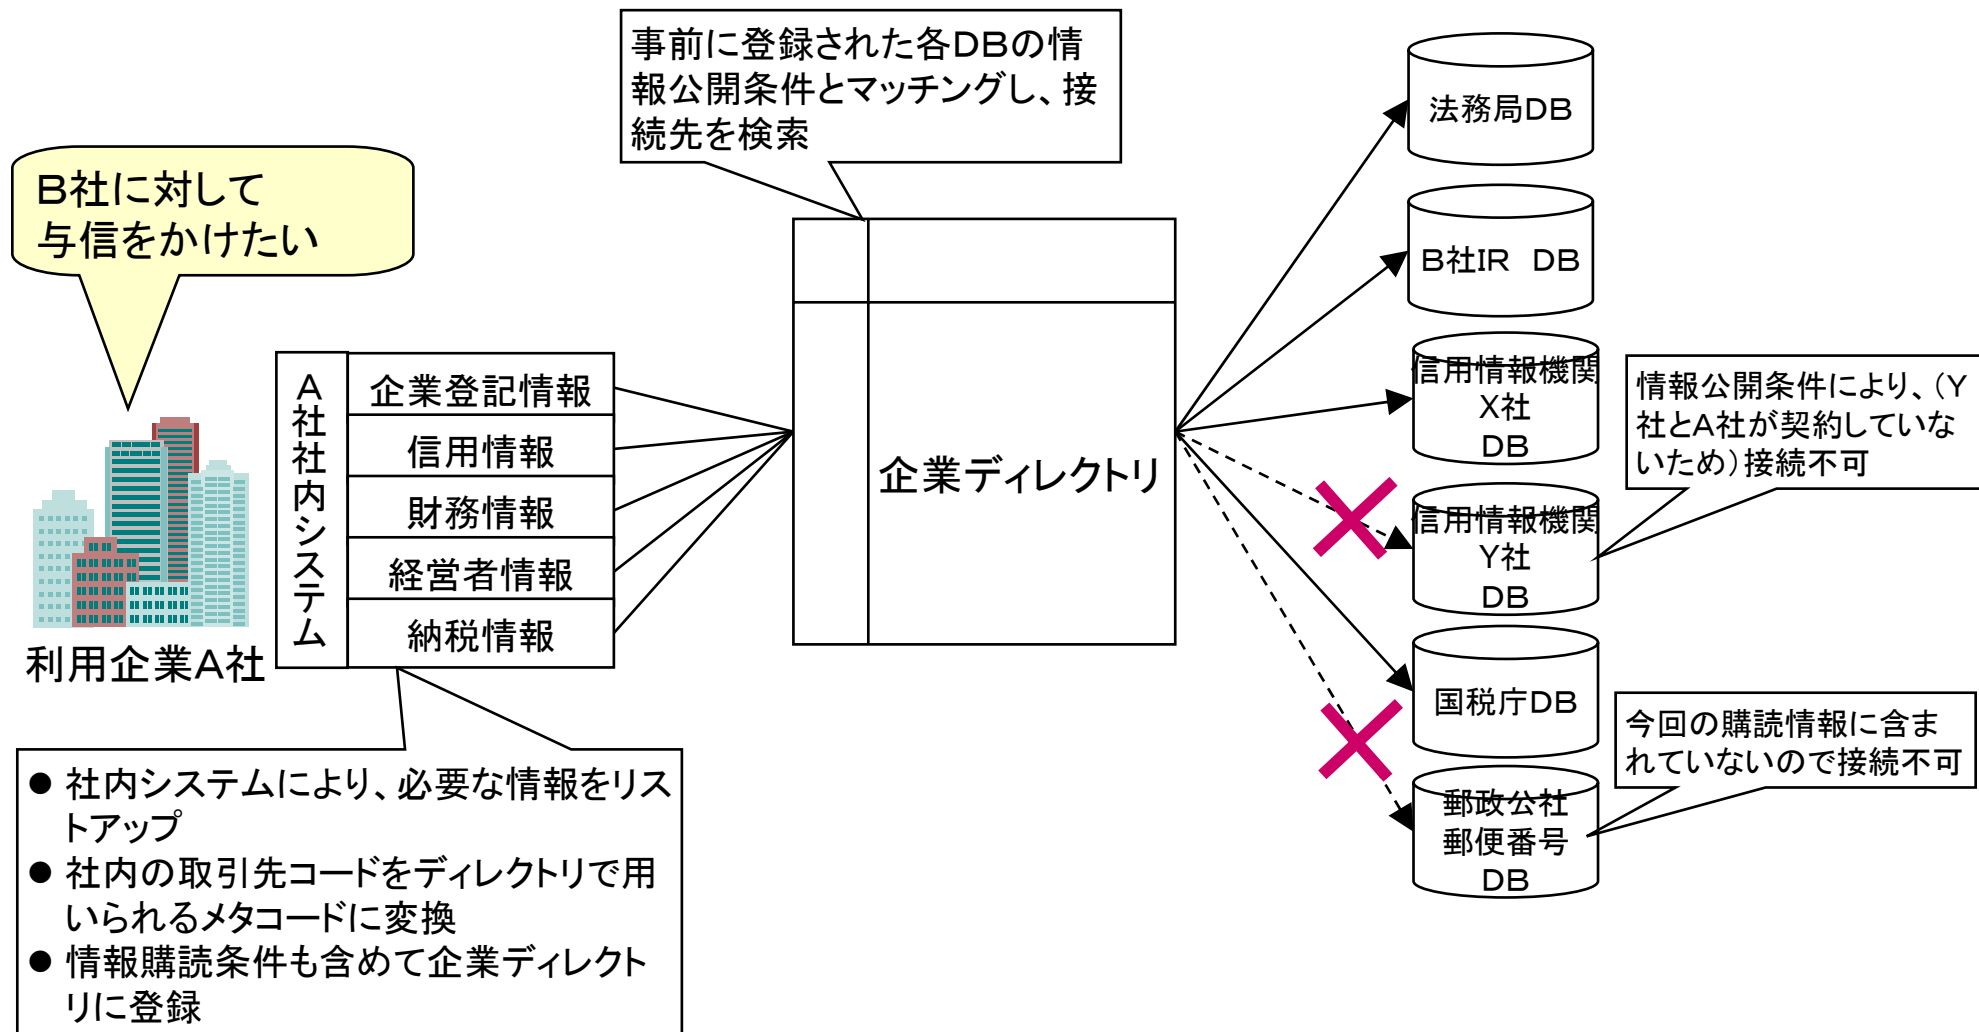 事前に登録された各DBの情
報公開条件とマッチングし、接
続先を検索
B社に対して
与信をかけたい
利用企業A社
A社社内システム
企業登記情報
信用情報
財務情報
経営者情報
納税情報
● 社内システムにより、必要な情報をリス
トアップ
● 社内の取引先コードをディレクトリで用
いられるメタコードに変換
● 情報購読条件も含めて企業ディレクト
リに登録
企業ディレクトリ
法務局DB
B社IR DB
信用情報機関
X社
DB
信用情報機関
Y社
DB
国税庁DB
郵政公社
郵便番号
DB
情報公開条件により、(Y
社とA社が契約していな
いため)接続不可
今回の購読情報に含ま
れていないので接続不可